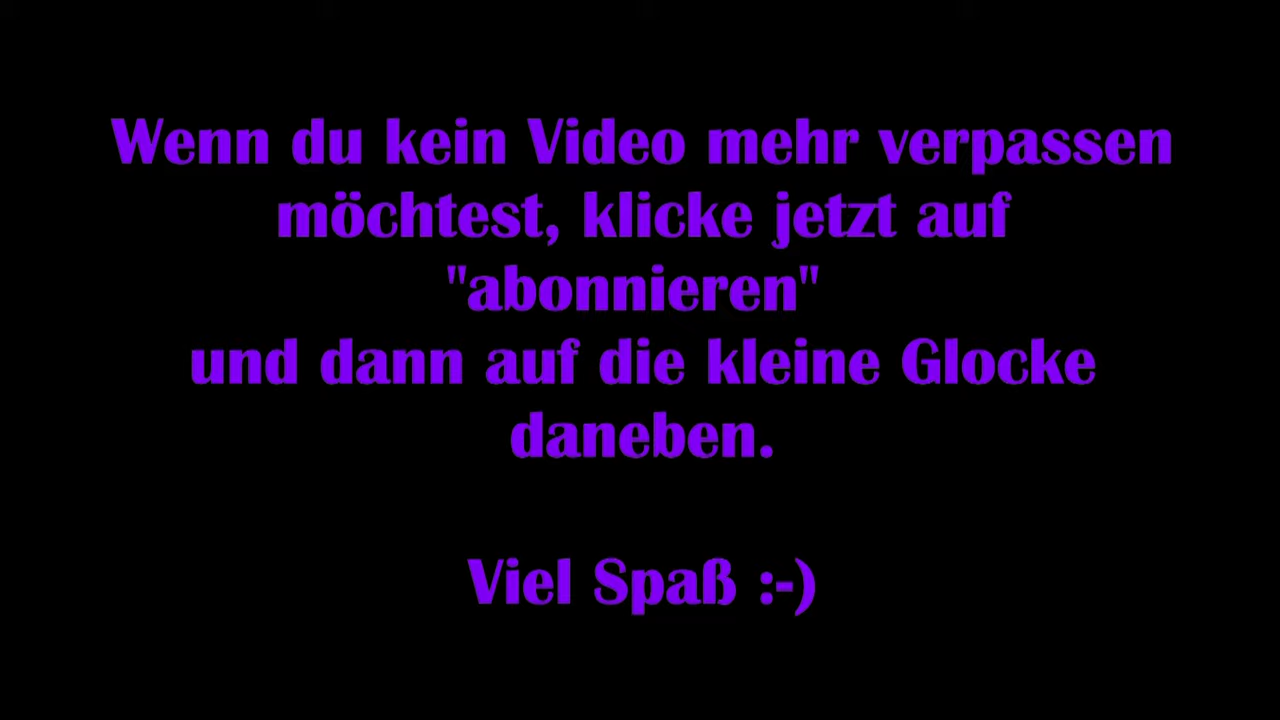 Wenn du kein Video mehr verpassen
möchtest, klicke jetzt auf
"abonnieren"
und dann auf die kleine Glocke
daneben.
Viel Spaß :-)